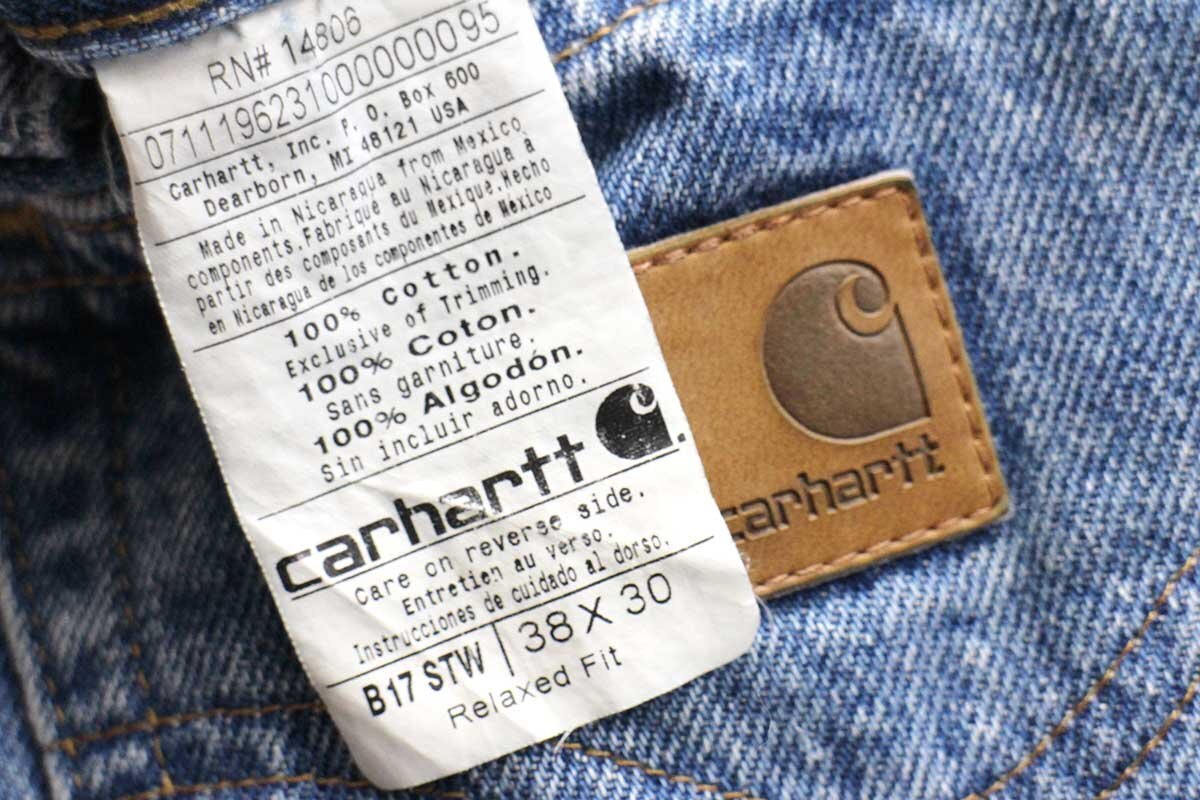 RN# 14806
0711196231000000095
Carhartt, Inc. P. O. Box 600
Dearborn, MI 48121 USA
Made in Nicaragua from Mexico
components.Fabriqué au Nicaragua à
partir des composants du Mexique.Hecho
en Nicaragua de los componentes de Mexico
100% Cotton.
Exclusive of Trimming.
100% Coton.
Sans garniture.
100% Algodón.
Sin incluir adorno.
carhartt
Care on reverse side.
Entretien au verso.
Instrucciones de cuidado al dorso.
B17 STW 38 X 30
Relaxed Fit
carhartt